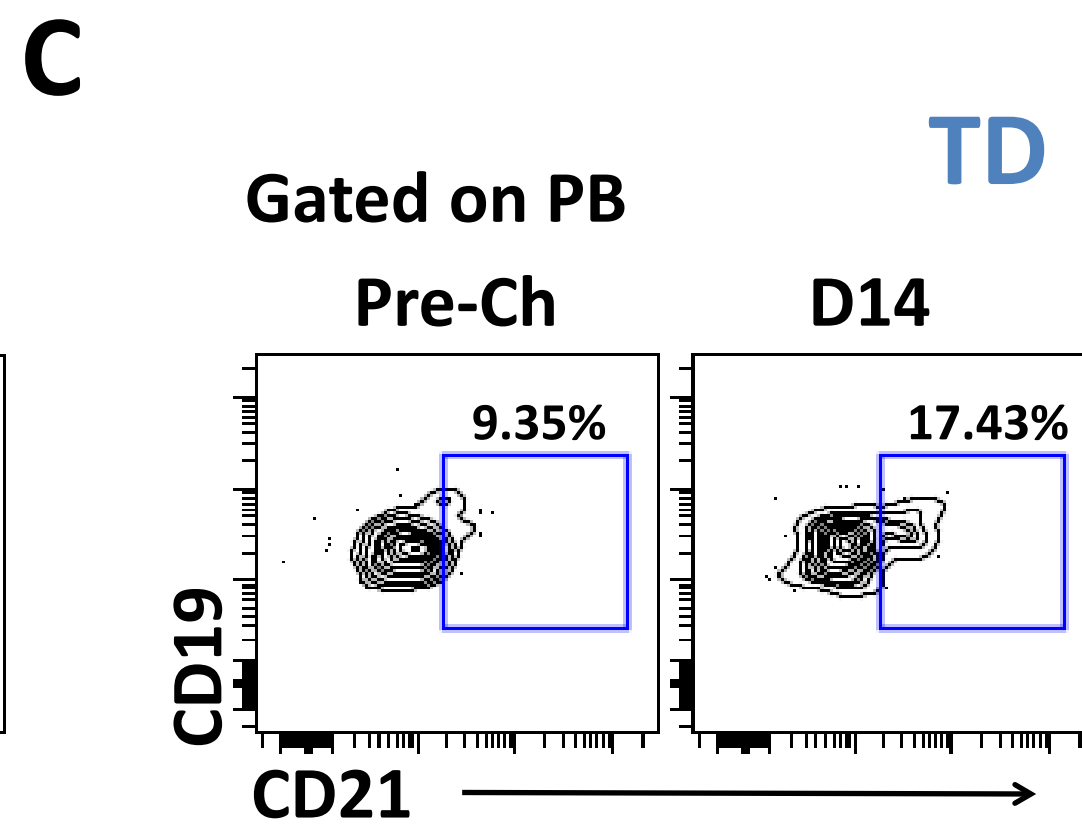 C
TD
Gated on PB
Pre-Ch
D14
9.35%
17.43%
CD19
CD21